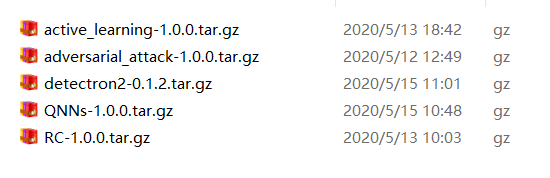 active_learning-1.0.0.tar.gz 2020/5/13 18:42 gz
adversarial_attack-1.0.0.tar.gz 2020/5/12 12:49 gz
detectron2-0.1.2.tar.gz 2020/5/15 11:01 gz
QNNs-1.0.0.tar.gz 2020/5/15 10:48 gz
RC-1.0.0.tar.gz 2020/5/13 10:03 gz